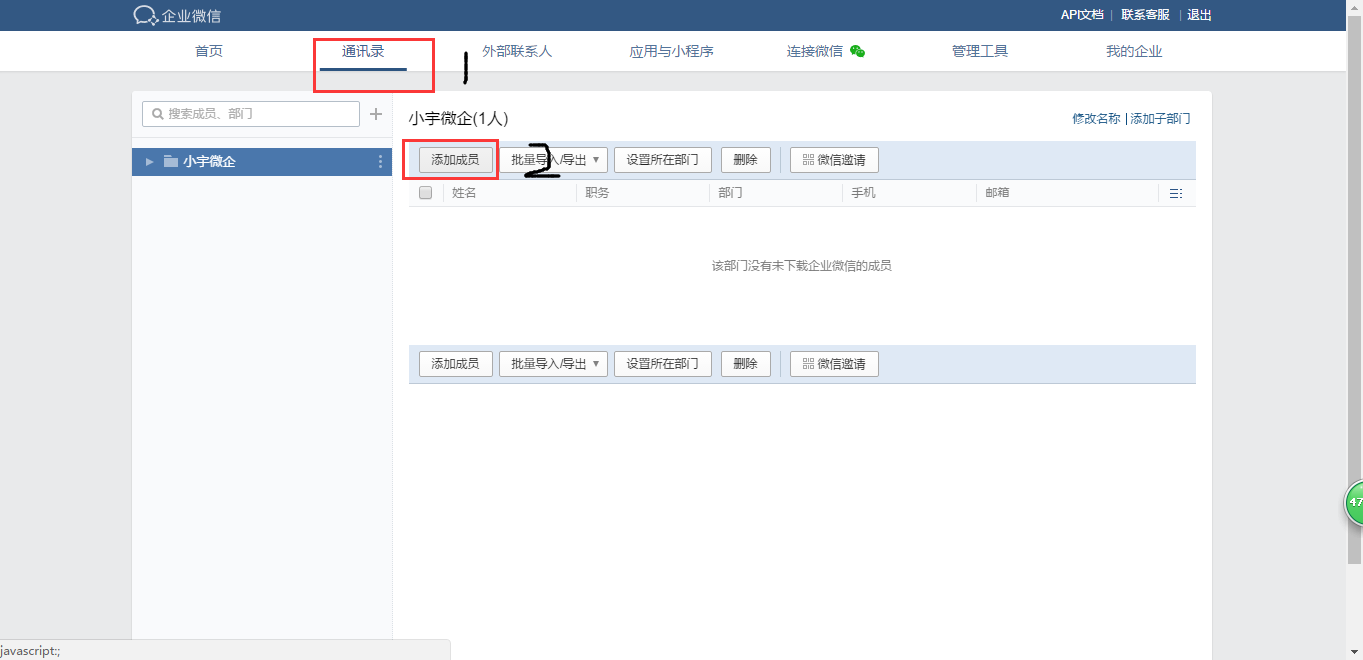 企业微信 API文档 | 联系客服 | 退出
首页 通讯录 1 外部联系人 应用与小程序 连接微信 管理工具 我的企业
搜索成员、部门 +
小宇微企
小宇微企(1人) 修改名称 | 添加子部门
添加成员 批量导入/导出 2 设置所在部门 删除 微信邀请
姓名 职务 部门 手机 邮箱
该部门没有未下载企业微信的成员
添加成员 批量导入/导出 设置所在部门 删除 微信邀请
47
javascript:;